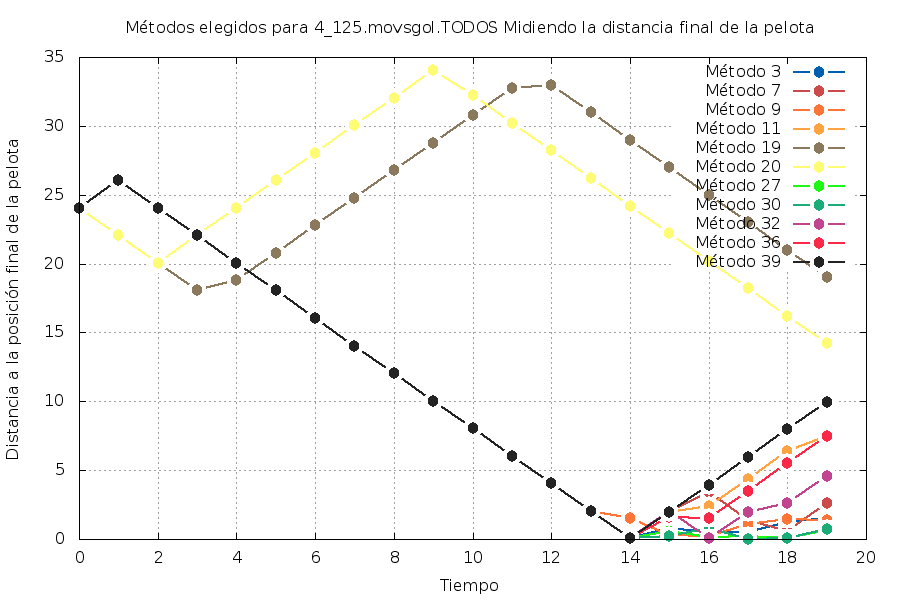 Métodos elegidos para 4_125.movsgol.TODOS Midiendo la distancia final de la pelota
Distancia a la posición final de la pelota
35
30
25
20
15
10
5
0
Método 3
Método 7
Método 9
Método 11
Método 19
Método 20
Método 27
Método 30
Método 32
Método 36
Método 39
0 2 4 6 8 10 12 14 16 18 20
Tiempo